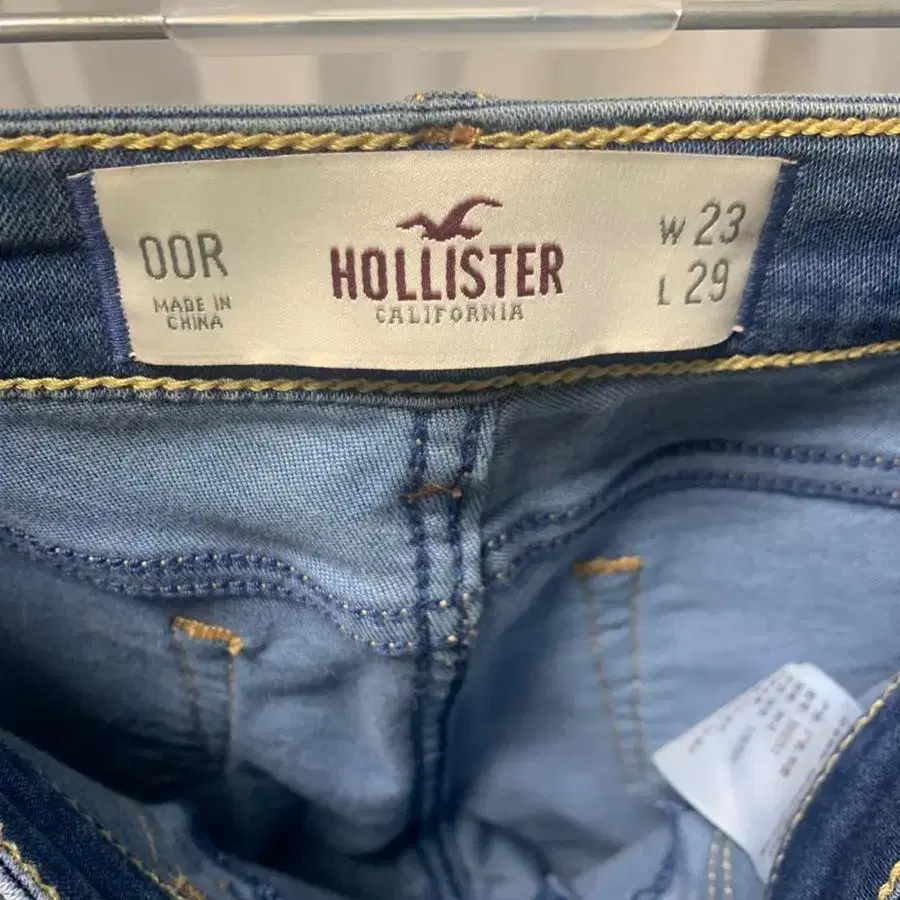 00R
MADE IN
CHINA
HOLLISTER
CALIFORNIA
W 23
L 29